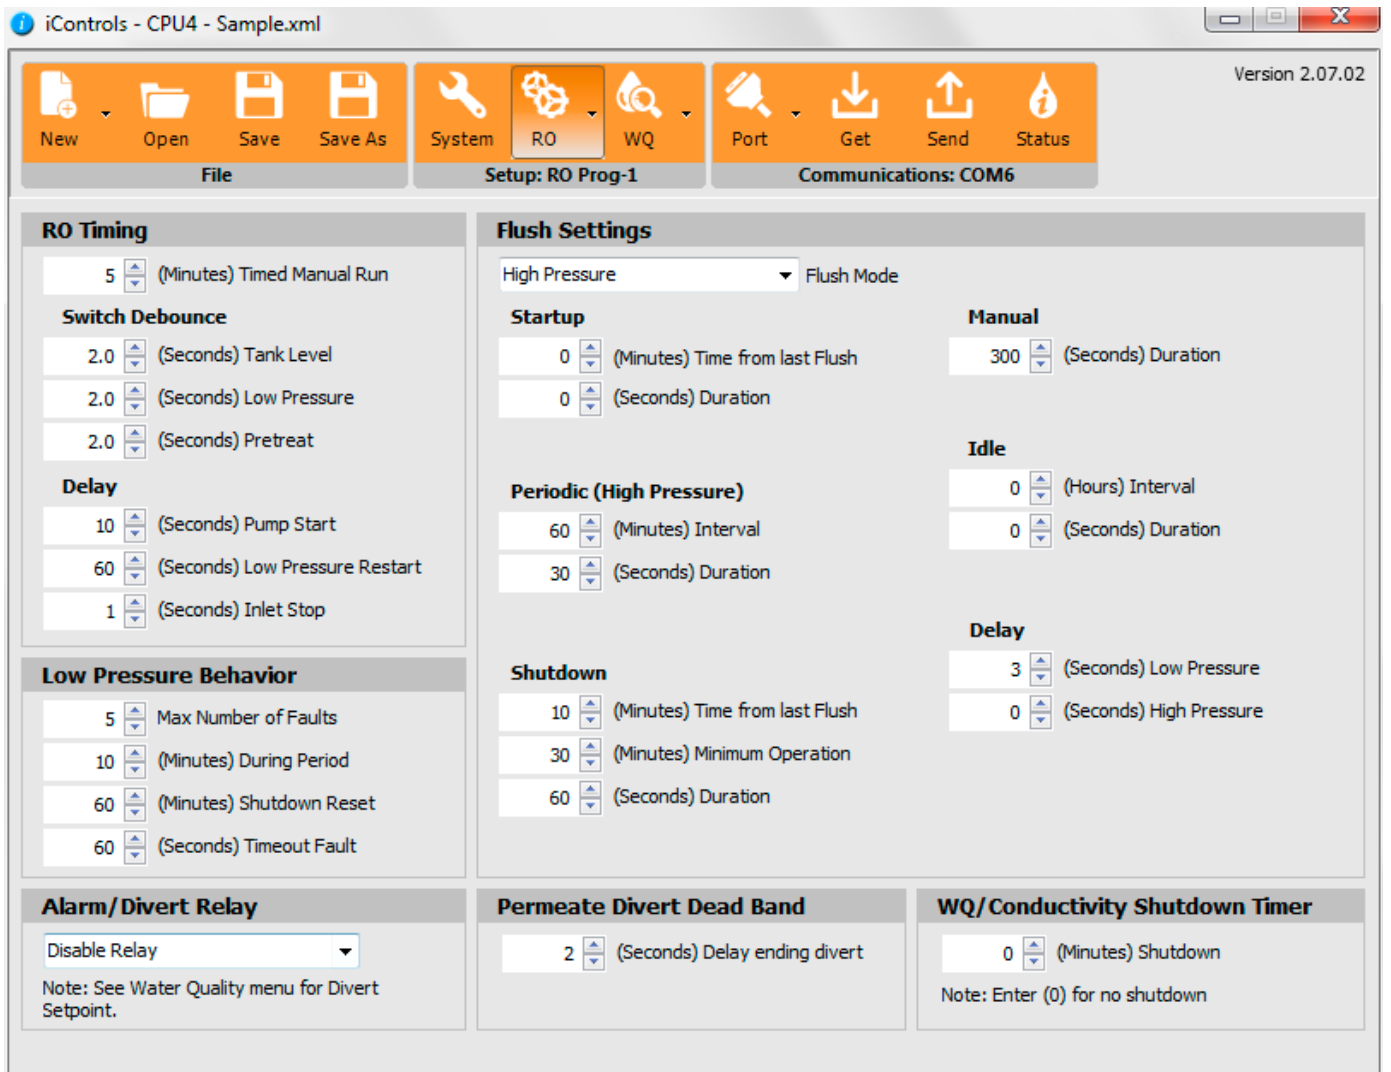 iControls - CPU4 - Sample.xml
Version 2.07.02
New Open Save Save As System RO WQ Port Get Send Status
File Setup: RO Prog-1 Communications: COM6
RO Timing
5 (Minutes) Timed Manual Run
Switch Debounce
2.0 (Seconds) Tank Level
2.0 (Seconds) Low Pressure
2.0 (Seconds) Pretreat
Delay
10 (Seconds) Pump Start
60 (Seconds) Low Pressure Restart
1 (Seconds) Inlet Stop
Low Pressure Behavior
5 Max Number of Faults
10 (Minutes) During Period
60 (Minutes) Shutdown Reset
60 (Seconds) Timeout Fault
Flush Settings
High Pressure Flush Mode
Startup
0 (Minutes) Time from last Flush
0 (Seconds) Duration
Periodic (High Pressure)
60 (Minutes) Interval
30 (Seconds) Duration
Shutdown
10 (Minutes) Time from last Flush
30 (Minutes) Minimum Operation
60 (Seconds) Duration
Manual
300 (Seconds) Duration
Idle
0 (Hours) Interval
0 (Seconds) Duration
Delay
3 (Seconds) Low Pressure
0 (Seconds) High Pressure
Alarm/Divert Relay
Disable Relay
Note: See Water Quality menu for Divert
Setpoint.
Permeate Divert Dead Band
2 (Seconds) Delay ending divert
WQ/Conductivity Shutdown Timer
0 (Minutes) Shutdown
Note: Enter (0) for no shutdown